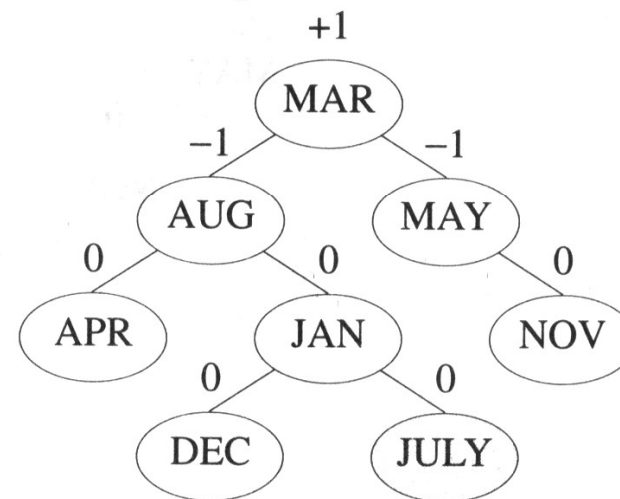 +1
MAR
−1 −1
AUG MAY
0 0 0
APR JAN NOV
0 0
DEC JULY